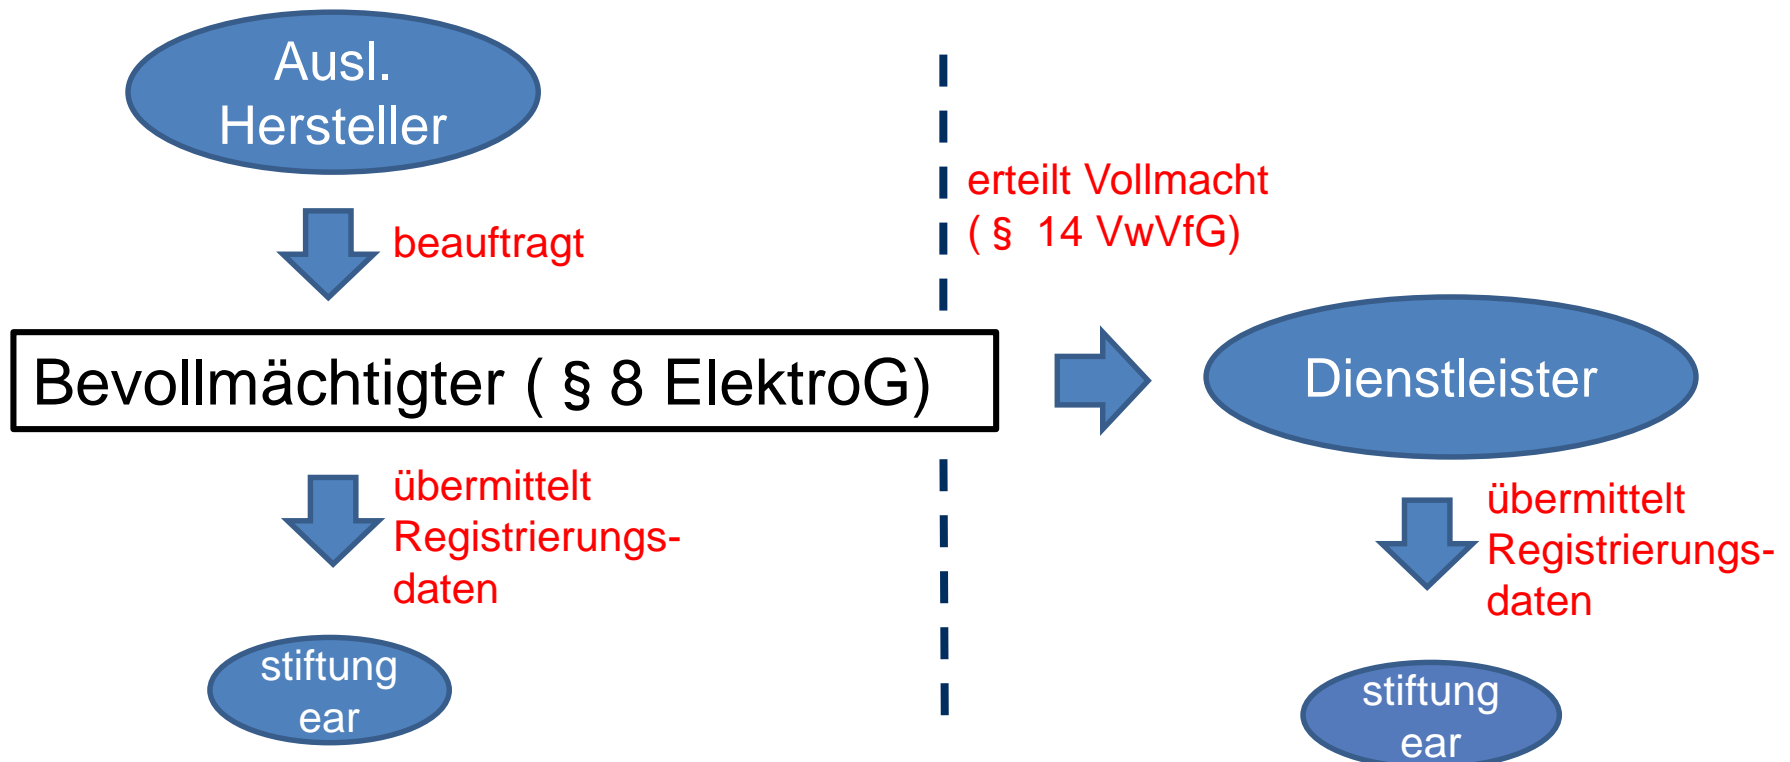 Ausl.
Hersteller
beauftragt
erteilt Vollmacht
( § 14 VwVfG)
Bevollmächtigter ( § 8 ElektroG)
Dienstleister
übermittelt
Registrierungs-
daten
übermittelt
Registrierungs-
daten
stiftung
ear
stiftung
ear